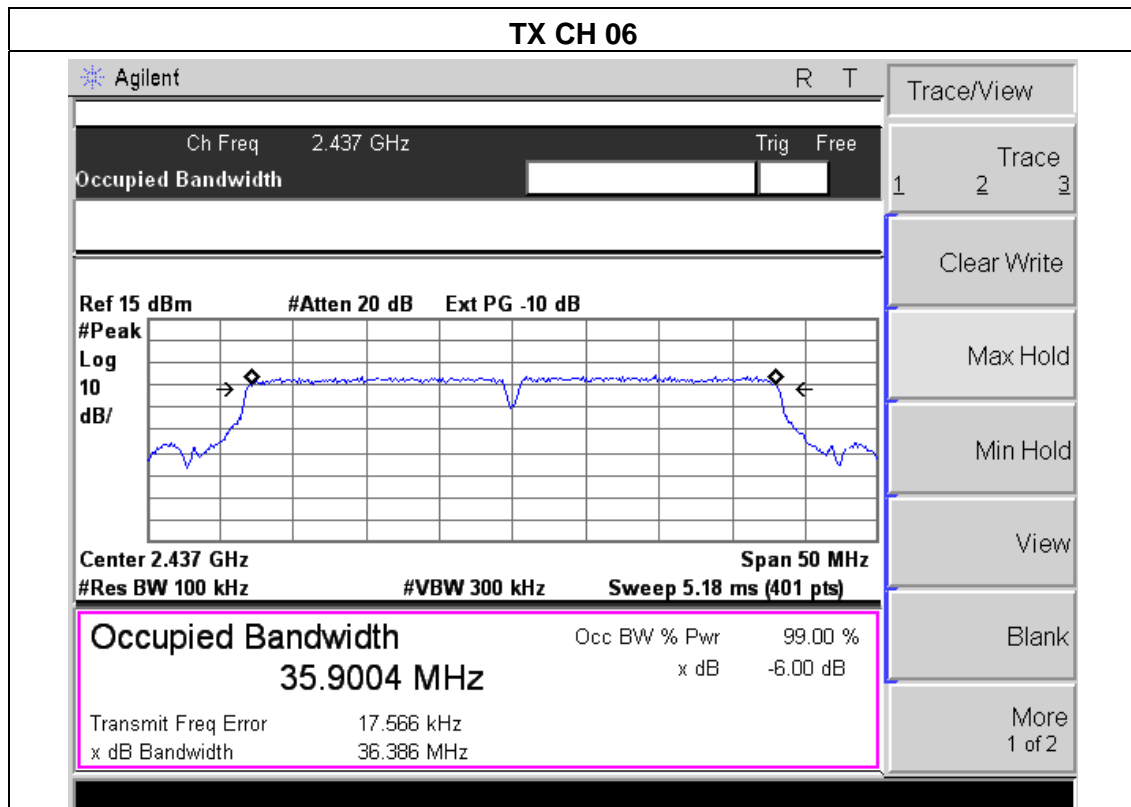 TX CH 06
Agilent R T
Trace/View
Ch Freq 2.437 GHz Trig Free
Occupied Bandwidth
Trace
1 2 3
Clear Write
Max Hold
Min Hold
View
Blank
More
1 of 2
Ref 15 dBm #Atten 20 dB Ext PG -10 dB
#Peak
Log
10
dB/
Center 2.437 GHz Span 50 MHz
#Res BW 100 kHz #VBW 300 kHz Sweep 5.18 ms (401 pts)
Occupied Bandwidth Occ BW % Pwr 99.00 %
35.9004 MHz x dB -6.00 dB
Transmit Freq Error 17.566 kHz
x dB Bandwidth 36.386 MHz